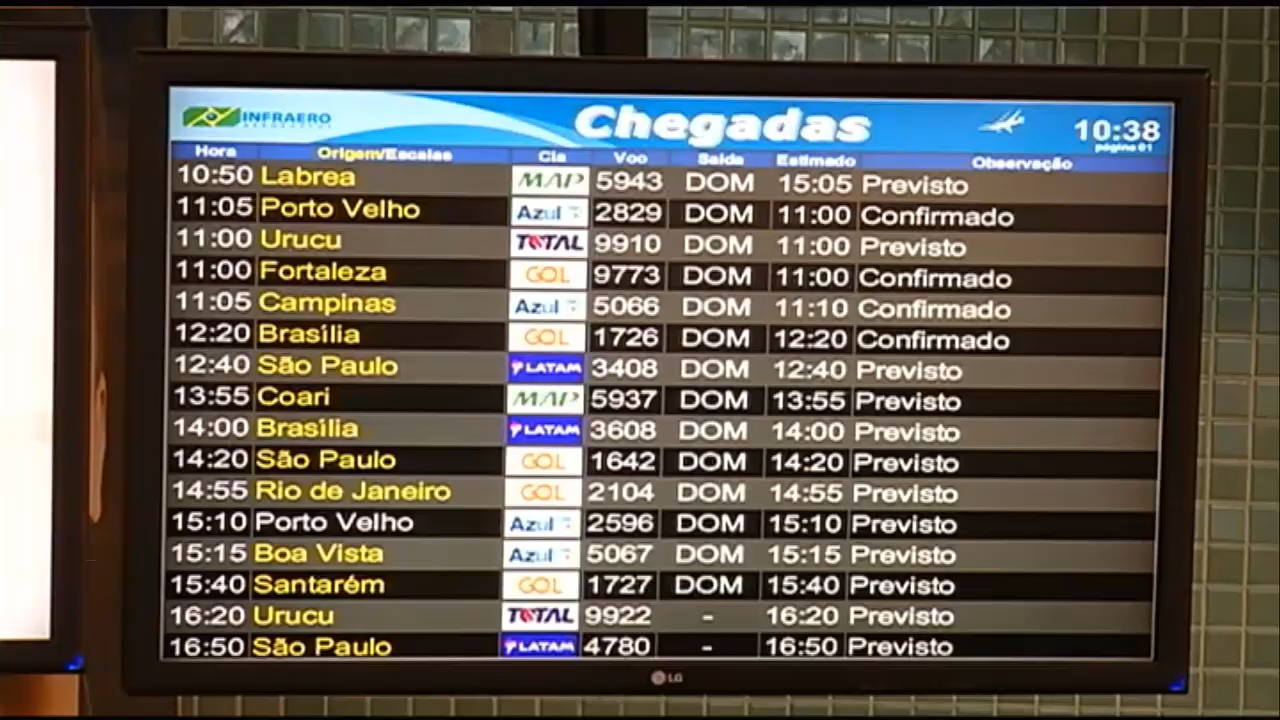 INFRAERO Chegadas 10:38
página 01
Hora Origem/Escalas Cia Voo Saída Estimado Observação
10:50 Labrea MAP 5943 DOM 15:05 Previsto
11:05 Porto Velho Azul 2829 DOM 11:00 Confirmado
11:00 Urucu TOTAL 9910 DOM 11:00 Previsto
11:00 Fortaleza GOL 9773 DOM 11:00 Confirmado
11:05 Campinas Azul 5066 DOM 11:10 Confirmado
12:20 Brasília GOL 1726 DOM 12:20 Confirmado
12:40 São Paulo LATAM 3408 DOM 12:40 Previsto
13:55 Coari MAP 5937 DOM 13:55 Previsto
14:00 Brasília LATAM 3608 DOM 14:00 Previsto
14:20 São Paulo GOL 1642 DOM 14:20 Previsto
14:55 Rio de Janeiro GOL 2104 DOM 14:55 Previsto
15:10 Porto Velho Azul 2596 DOM 15:10 Previsto
15:15 Boa Vista Azul 5067 DOM 15:15 Previsto
15:40 Santarém GOL 1727 DOM 15:40 Previsto
16:20 Urucu TOTAL 9922 - 16:20 Previsto
16:50 São Paulo LATAM 4780 - 16:50 Previsto
LG